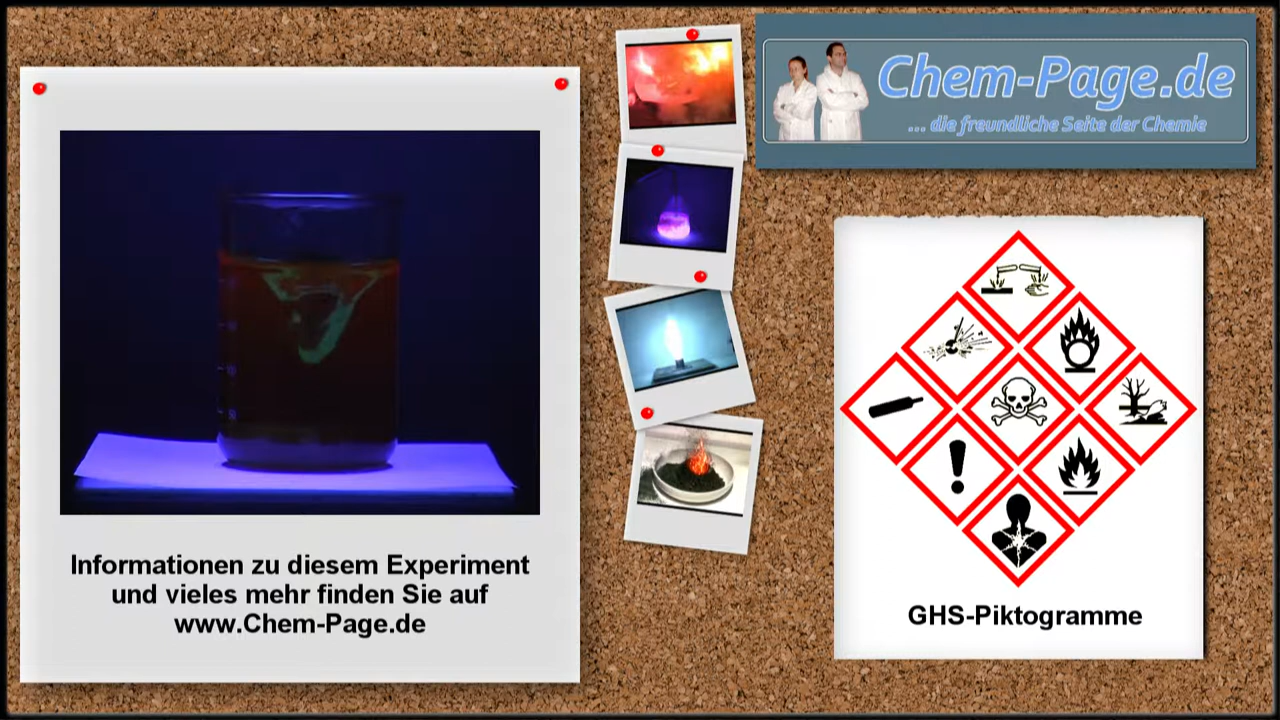 Chem-Page.de
... die freundliche Seite der Chemie
Informationen zu diesem Experiment
und vieles mehr finden Sie auf
www.Chem-Page.de
GHS-Piktogramme